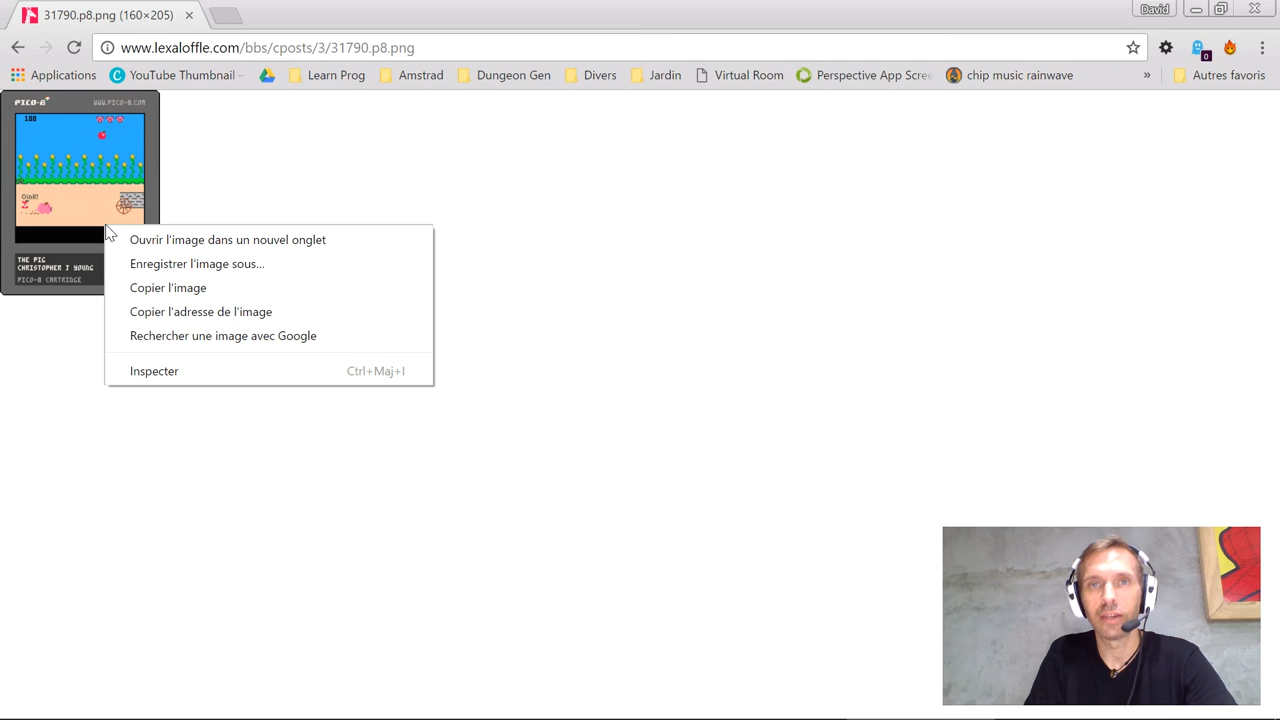 31790.p8.png (160×205)
David
www.lexaloffle.com/bbs/cposts/3/31790.p8.png
0
Applications
YouTube Thumbnail -
Learn Prog
Amstrad
Dungeon Gen
Divers
Jardin
Virtual Room
Perspective App Scre
chip music rainwave
»
Autres favoris
PICO-8
WWW.PICO-8.COM
100
OinK!
THE PIG
CHRISTOPHER J YOUNG
PICO-8 CARTRIDGE
Ouvrir l'image dans un nouvel onglet
Enregistrer l'image sous...
Copier l'image
Copier l'adresse de l'image
Rechercher une image avec Google
Inspecter Ctrl+Maj+I